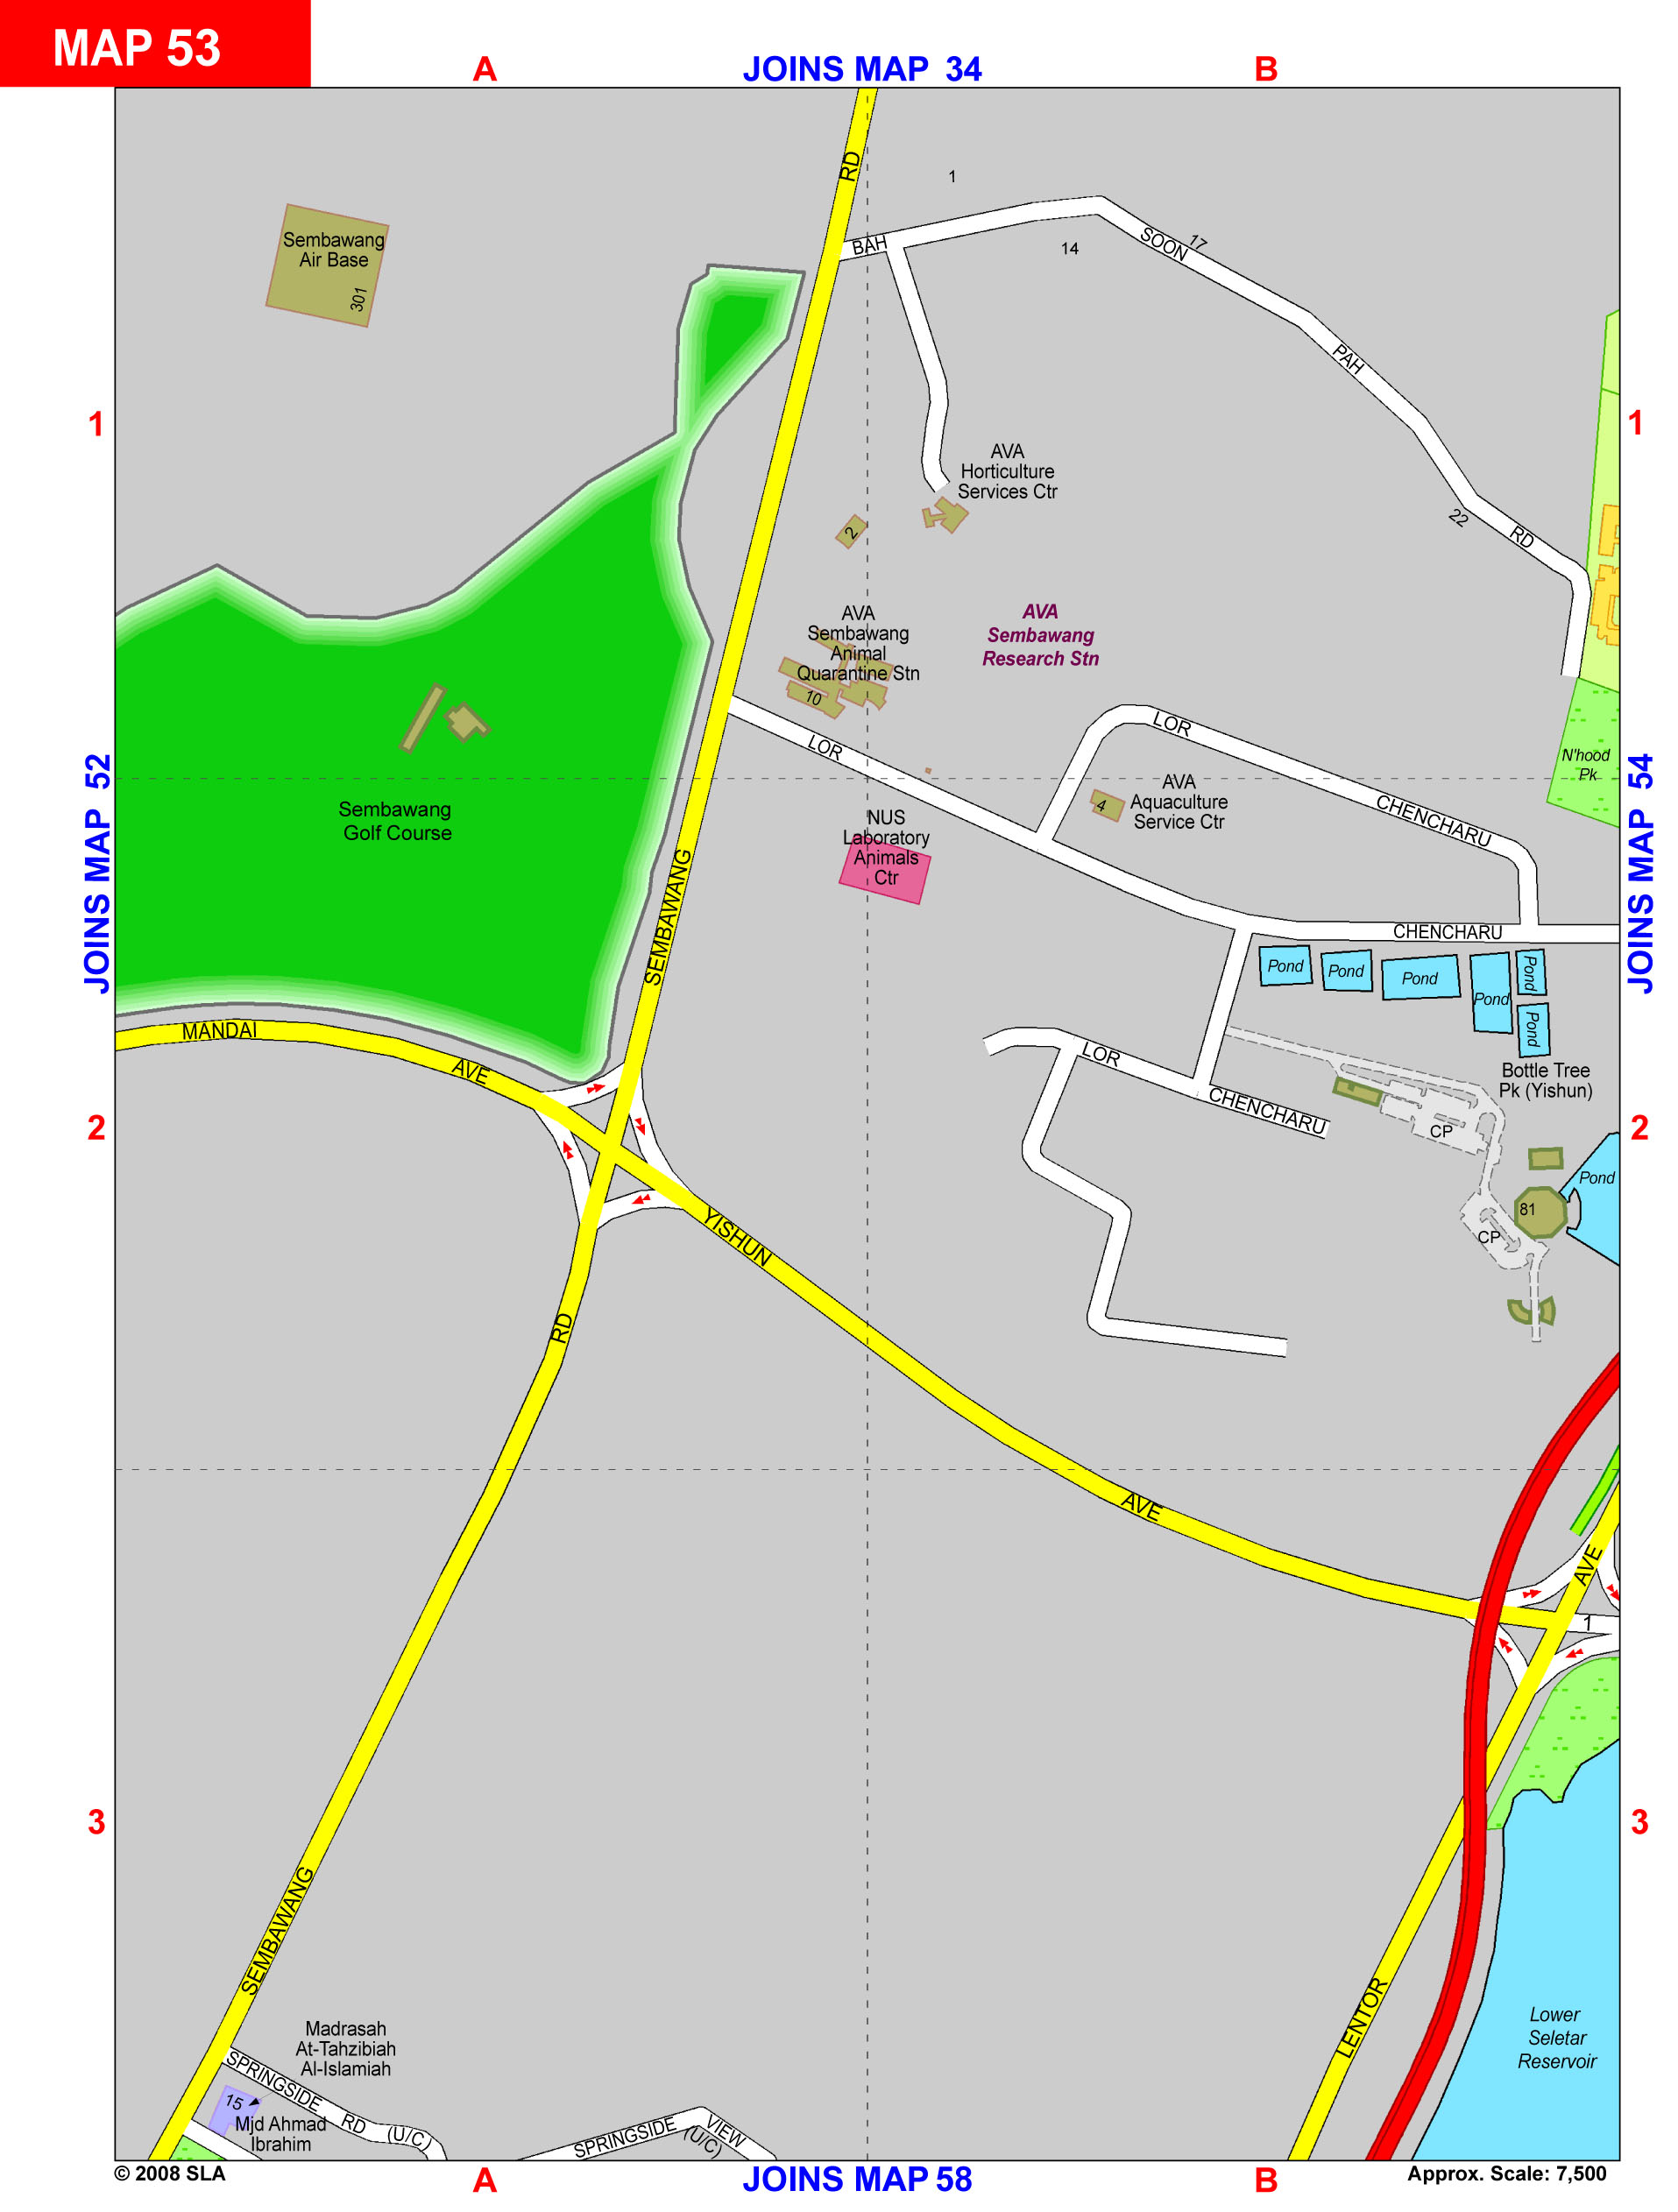 MAP 53
A
JOINS MAP 34
B
RD
1
BAH
14
SOON
17
Sembawang
Air Base
301
PAH
1
1
AVA
Horticulture
Services Ctr
2
22
RD
AVA
Sembawang
Animal
Quarantine Stn
10
AVA
Sembawang
Research Stn
LOR
LOR
N'hood
Pk
JOINS MAP 52
JOINS MAP 54
Sembawang
Golf Course
4
AVA
Aquaculture
Service Ctr
CHENCHARU
NUS
Laboratory
Animals
Ctr
SEMBAWANG
CHENCHARU
Pond
Pond
Pond
Pond
Pond
Pond
MANDAI
AVE
LOR
CHENCHARU
Bottle Tree
Pk (Yishun)
CP
2
2
Pond
81
CP
YISHUN
RD
AVE
AVE
1
3
3
SEMBAWANG
LENTOR
Lower
Seletar
Reservoir
Madrasah
At-Tahzibiah
Al-Islamiah
SPRINGSIDE RD (U/C)
15
Mjd Ahmad
Ibrahim
SPRINGSIDE VIEW
(U/C)
© 2008 SLA
A
JOINS MAP 58
B
Approx. Scale: 7,500